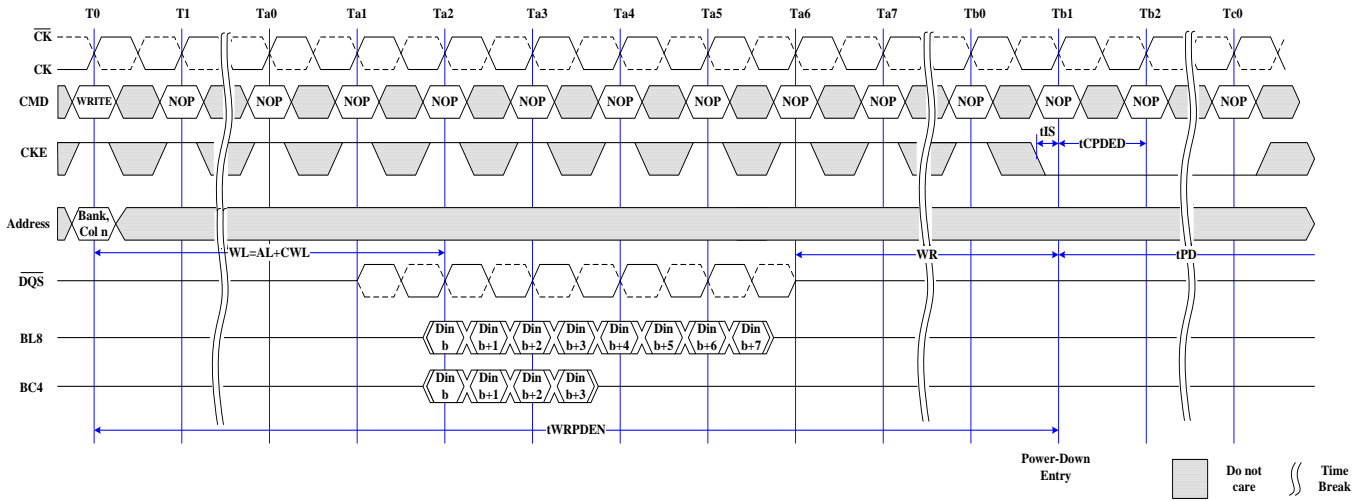 T0 T1 Ta0 Ta1 Ta2 Ta3 Ta4 Ta5 Ta6 Ta7 Tb0 Tb1 Tb2 Tc0
CK
CK
CMD WRITE NOP NOP NOP NOP NOP NOP NOP NOP NOP NOP NOP NOP NOP
tIS
tCPDED
CKE
Address Bank,
Col n
WL=AL+CWL WR tPD
DQS
BL8 Din Din Din Din Din Din Din Din
b b+1 b+2 b+3 b+4 b+5 b+6 b+7
BC4 Din Din Din Din
b b+1 b+2 b+3
tWRPDEN
Power-Down
Entry
Do not
care
Time
Break